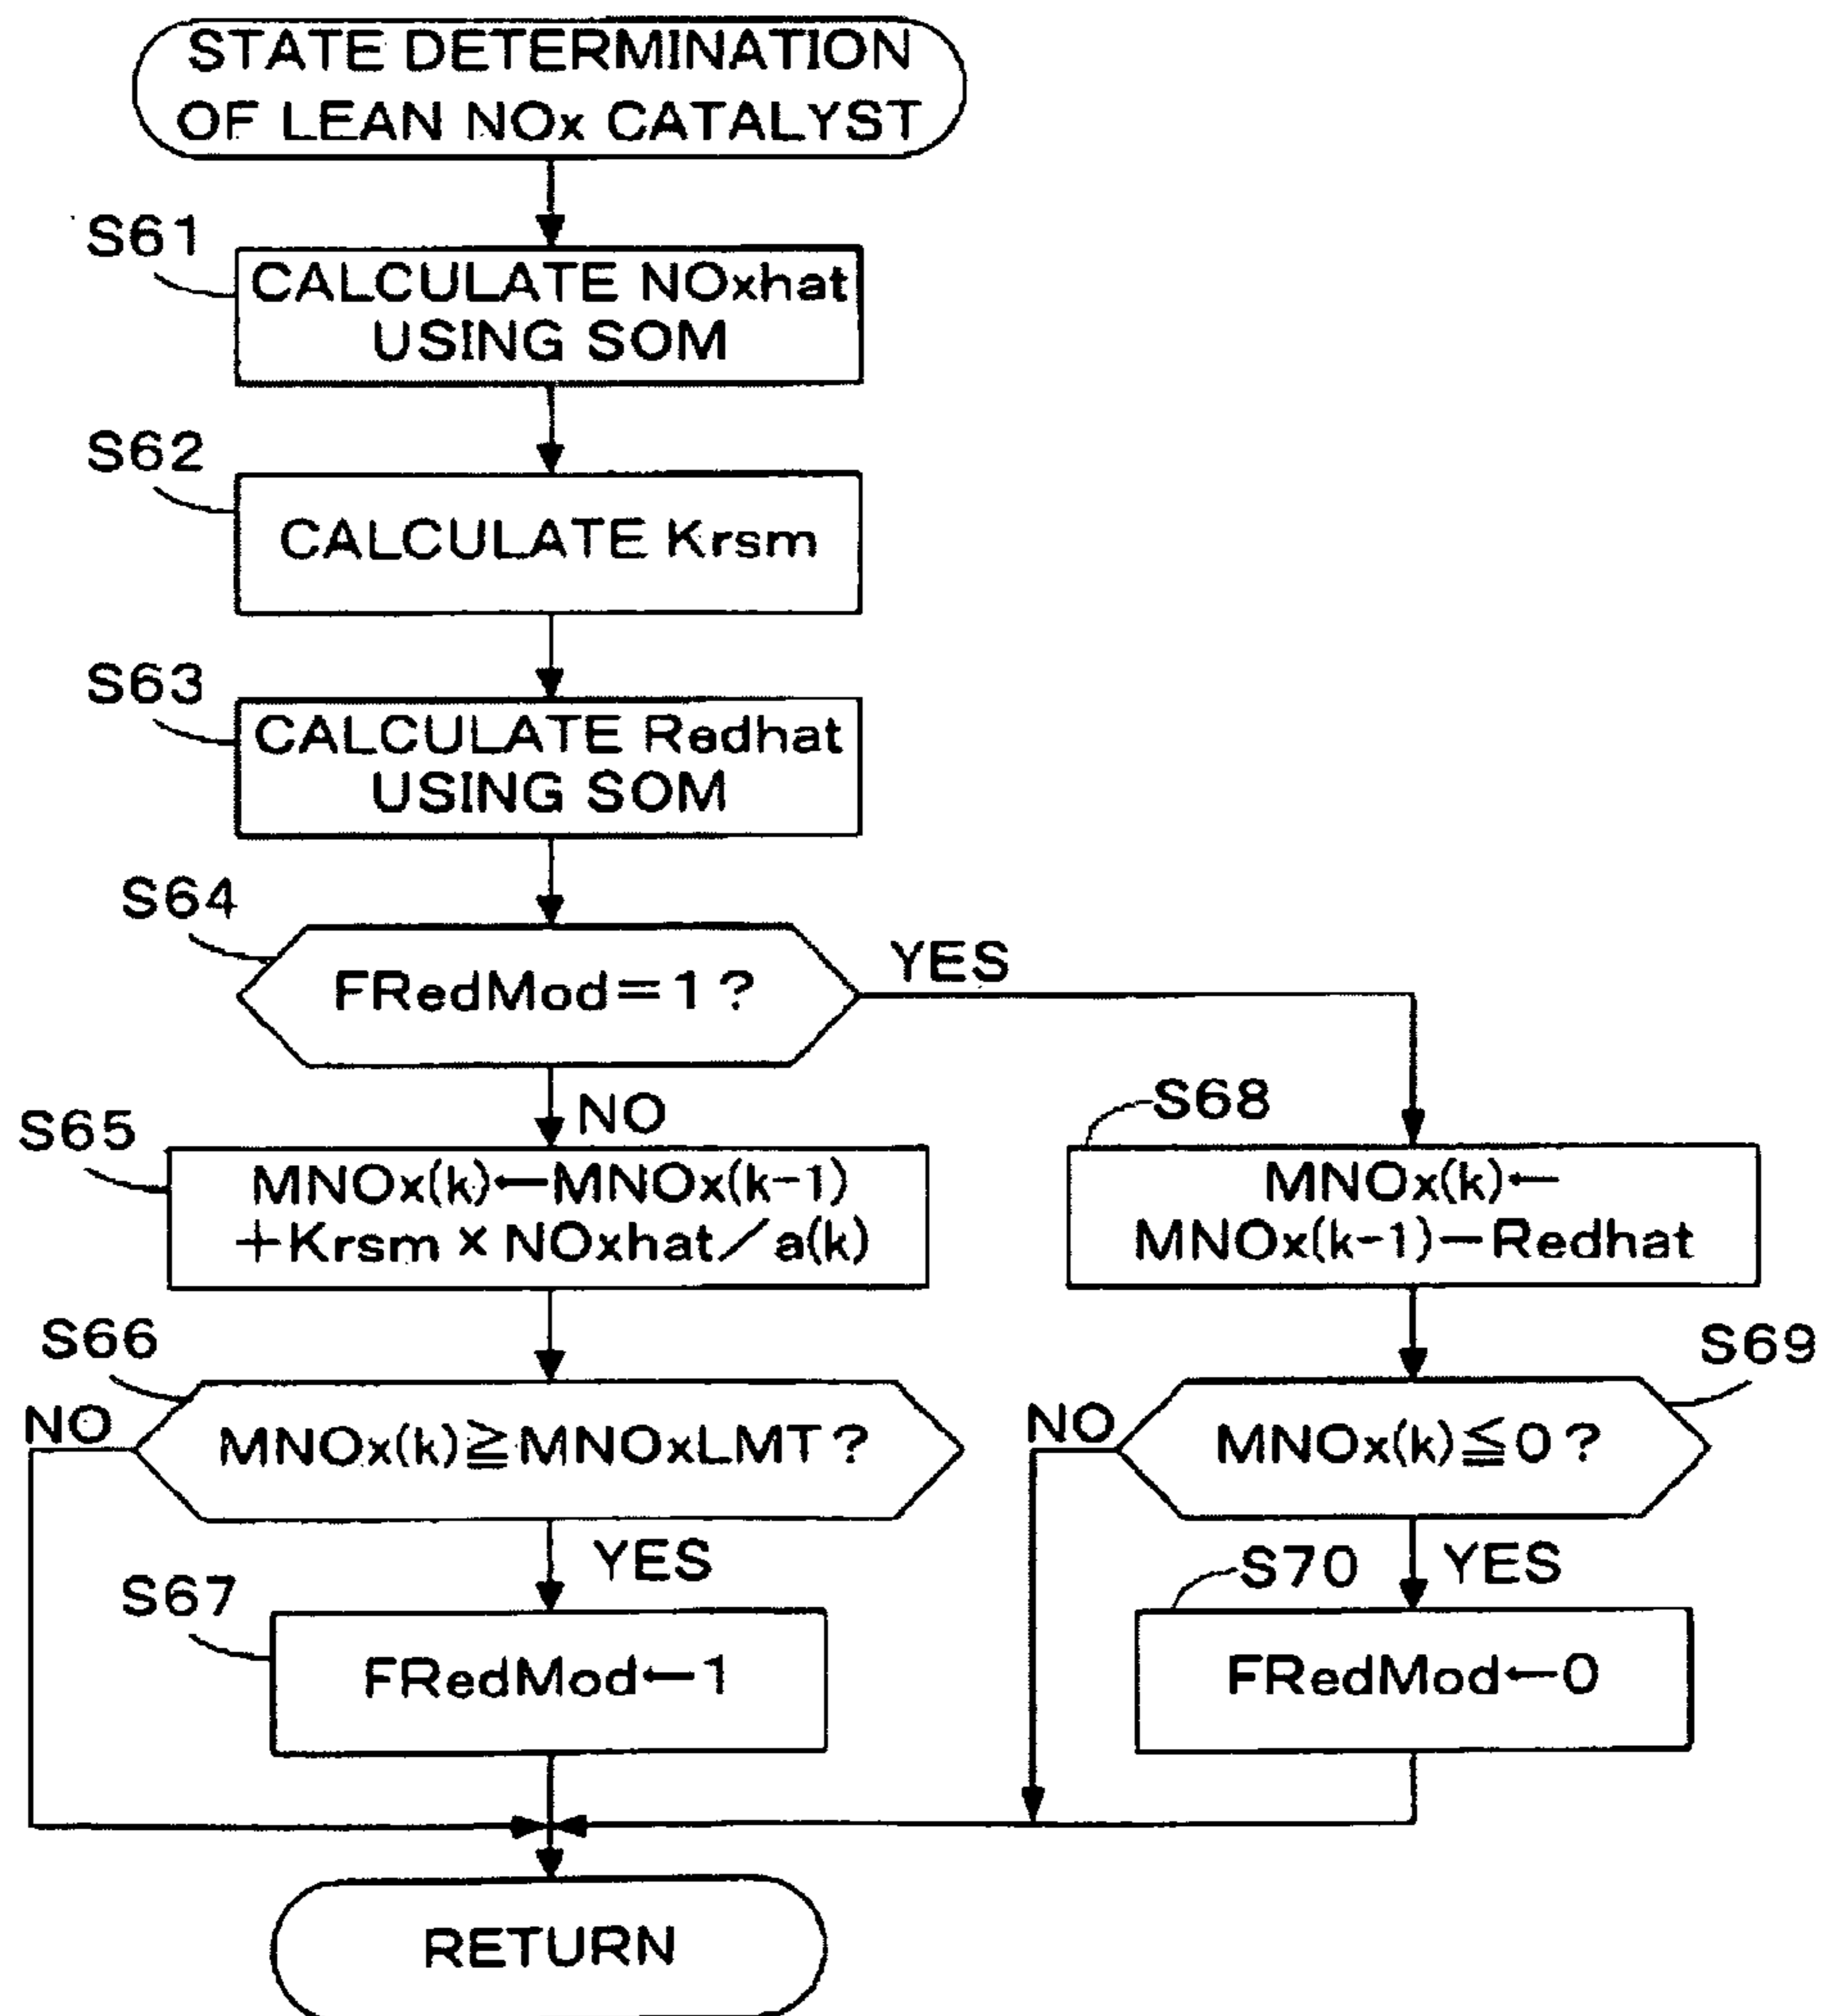 STATE DETERMINATION
OF LEAN NOx CATALYST
S61
CALCULATE NOxhat
USING SOM
S62
CALCULATE Krsm
S63
CALCULATE Redhat
USING SOM
S64
FRedMod=1?
YES
NO
S65
MNOx(k)←MNOx(k-1)
+Krsm×NOxhat/a(k)
S68
MNOx(k)←
MNOx(k-1)-Redhat
S66
MNOx(k)≧MNOxLMT?
NO
YES
S69
MNOx(k)≦0?
NO
YES
S67
FRedMod←1
S70
FRedMod←0
RETURN